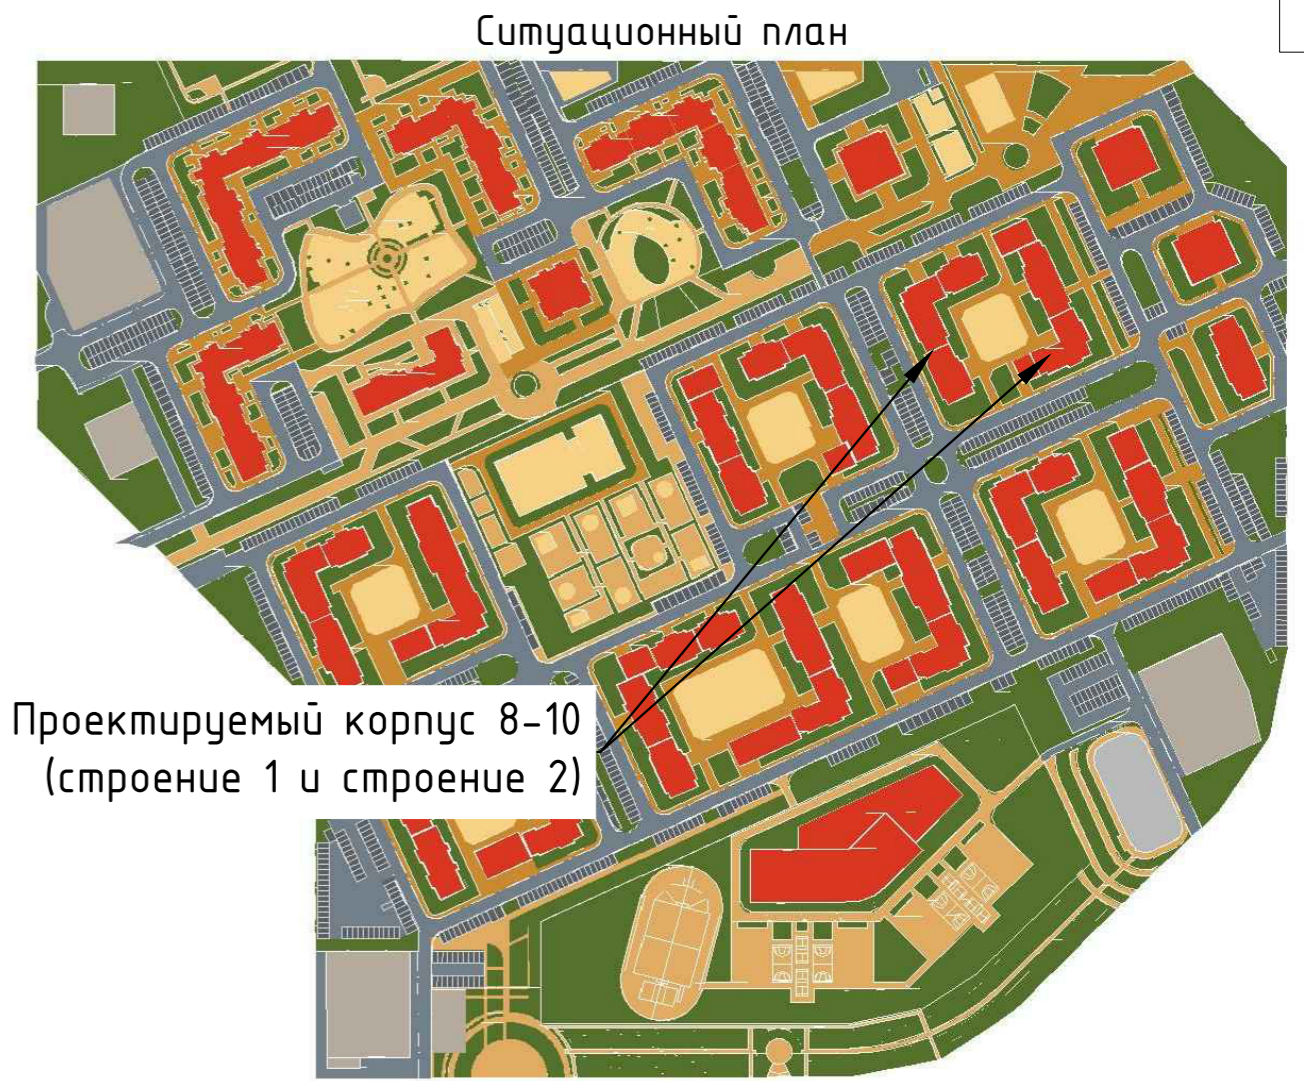 Ситуационный план
Проектируемый корпус 8-10
(строение 1 и строение 2)